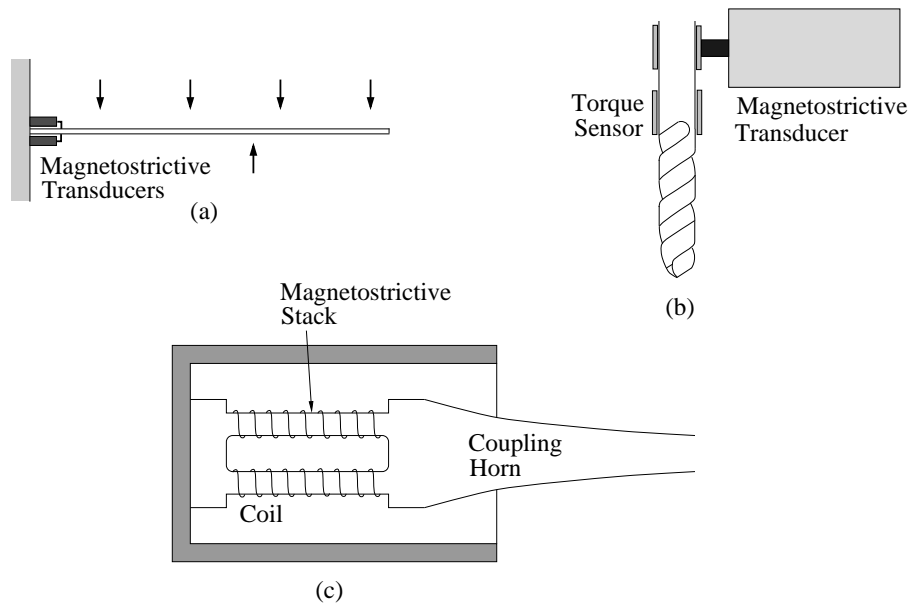 Magnetostrictive
Transducers
(a)
Torque
Sensor
Magnetostrictive
Transducer
(b)
Magnetostrictive
Stack
Coil
Coupling
Horn
(c)